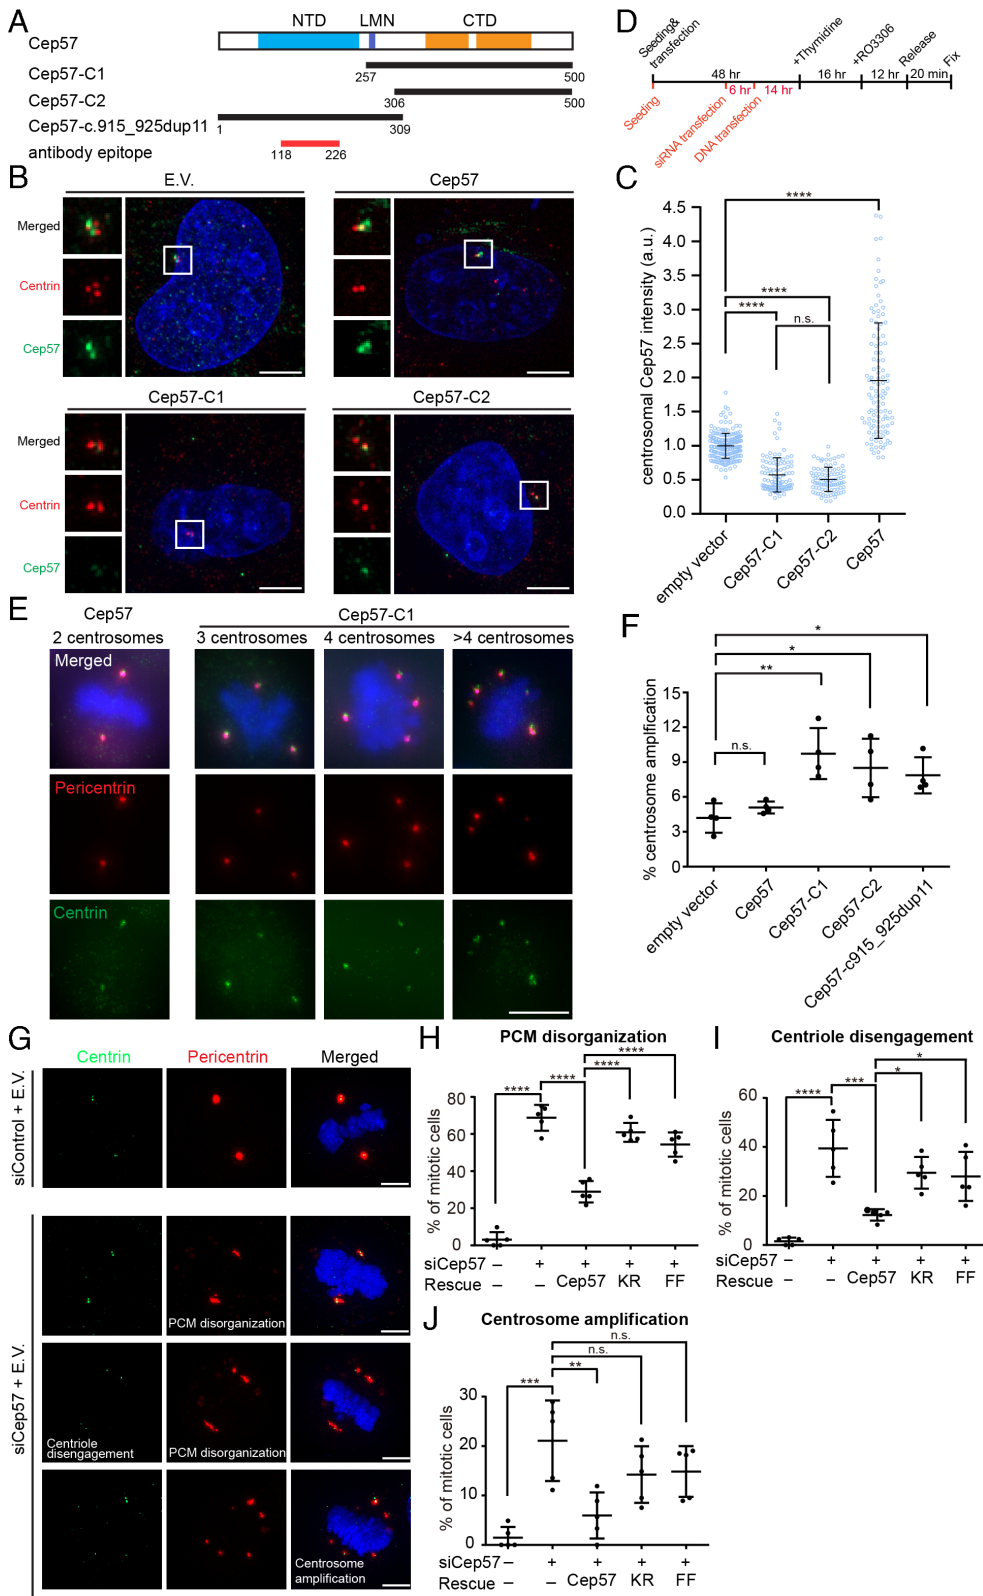 A
NTD LMN CTD
Cep57
Cep57-C1
257 500
Cep57-C2
306 500
Cep57-c.915_925dup11
1 309
antibody epitope
118 226
D
Seeding&
transfection
+Thymidine
+RO3306
Release
Fix
48 hr 16 hr 12 hr 20 min
6 hr 14 hr
Seeding
siRNA transfection
DNA transfection
B
E.V. Cep57
Merged
Centrin
Cep57
Cep57-C1 Cep57-C2
Merged
Centrin
Cep57
C
centrosomal Cep57 intensity (a.u.)
4.5
4.0
3.5
3.0
2.5
2.0
1.5
1.0
0.5
0.0
****
****
****
n.s.
empty vector
Cep57-C1
Cep57-C2
Cep57
E
Cep57 Cep57-C1
2 centrosomes 3 centrosomes 4 centrosomes >4 centrosomes
Merged
Pericentrin
Centrin
F
% centrosome amplification
15
12
9
6
3
0
*
*
**
n.s.
empty vector
Cep57
Cep57-C1
Cep57-C2
Cep57-c915_925dup11
G
Centrin Pericentrin Merged
siControl + E.V.
siCep57 + E.V.
PCM disorganization
Centriole
disengagement
PCM disorganization
Centrosome
amplification
H
PCM disorganization
% of mitotic cells
80
60
40
20
0
**** **** **** ****
siCep57 – + + + +
Rescue – – Cep57 KR FF
I
Centriole disengagement
% of mitotic cells
60
40
20
0
**** *** * *
– + + + +
– – Cep57 KR FF
J
Centrosome amplification
% of mitotic cells
30
20
10
0
n.s.
n.s.
**
***
siCep57 – + + + +
Rescue – – Cep57 KR FF